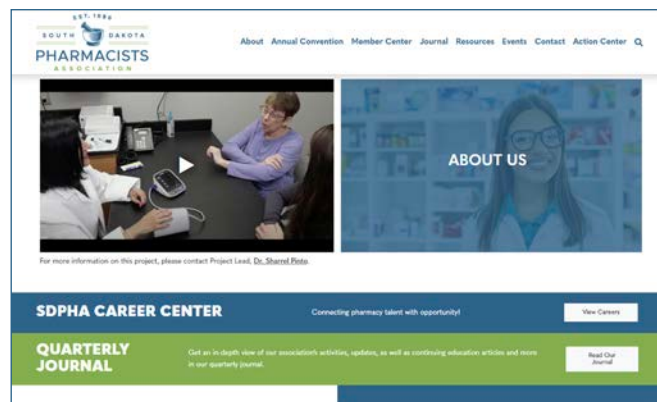 EST. 1886
SOUTH DAKOTA
PHARMACISTS
ASSOCIATION
About Annual Convention Member Center Journal Resources Events Contact Action Center
ABOUT US
For more information on this project, please contact Project Lead, Dr. Sharrel Pinto.
SDPHA CAREER CENTER
Connecting pharmacy talent with opportunity!
View Careers
QUARTERLY
JOURNAL
Get an in-depth view of our association's activities, updates, as well as continuing education articles and more
in our quarterly journal.
Read Our
Journal